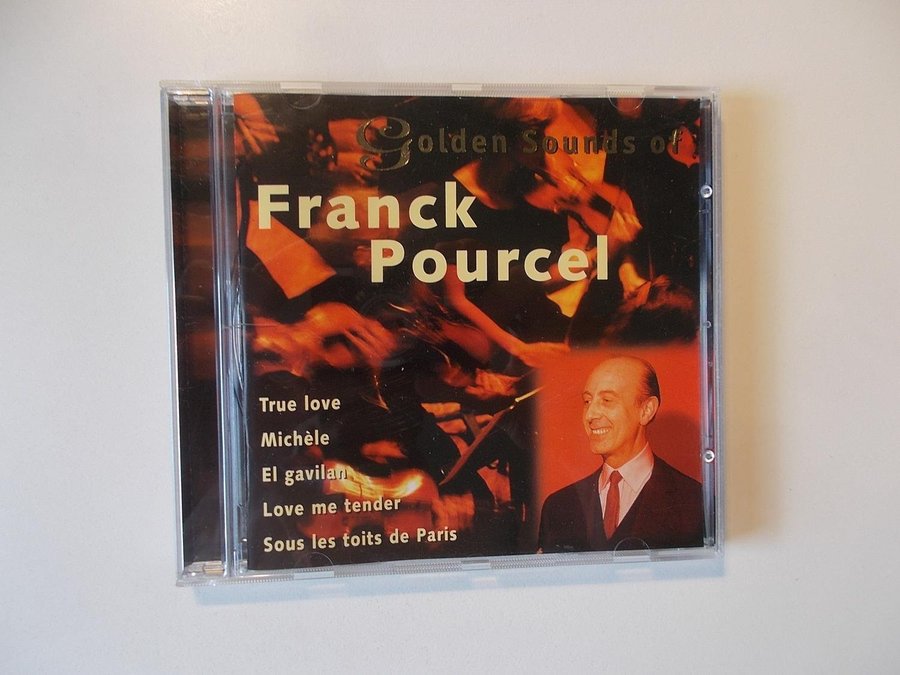 Golden Sounds of
Franck
Pourcel
True love
Michèle
El gavilan
Love me tender
Sous les toits de Paris